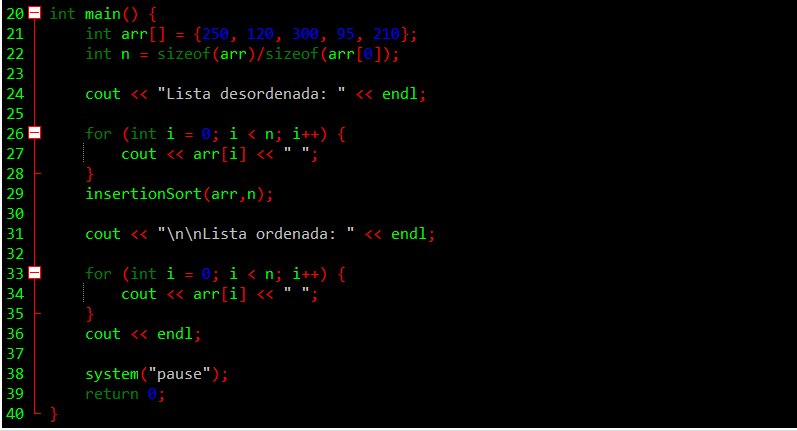 20 int main() {
21 int arr[] = {250, 120, 300, 95, 210};
22 int n = sizeof(arr)/sizeof(arr[0]);
23
24 cout << "Lista desordenada: " << endl;
25
26 for (int i = 0; i < n; i++) {
27 cout << arr[i] << " ";
28 }
29 insertionSort(arr,n);
30
31 cout << "\n\nLista ordenada: " << endl;
32
33 for (int i = 0; i < n; i++) {
34 cout << arr[i] << " ";
35 }
36 cout << endl;
37
38 system("pause");
39 return 0;
40 }